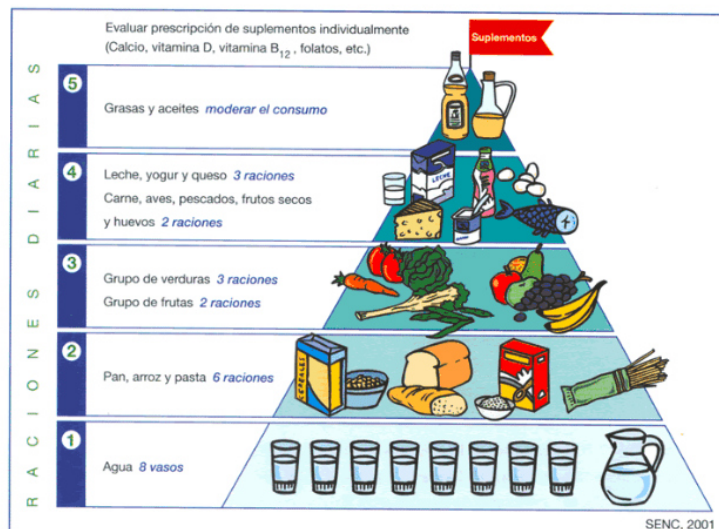 Evaluar prescripción de suplementos individualmente
(Calcio, vitamina D, vitamina B12 , folatos, etc.)
Suplementos
RACIONES DIARIAS
5
Grasas y aceites moderar el consumo
4
Leche, yogur y queso 3 raciones
Carne, aves, pescados, frutos secos
y huevos 2 raciones
LECHE
3
Grupo de verduras 3 raciones
Grupo de frutas 2 raciones
2
Pan, arroz y pasta 6 raciones
CEREALES
1
Agua 8 vasos
SENC, 2001